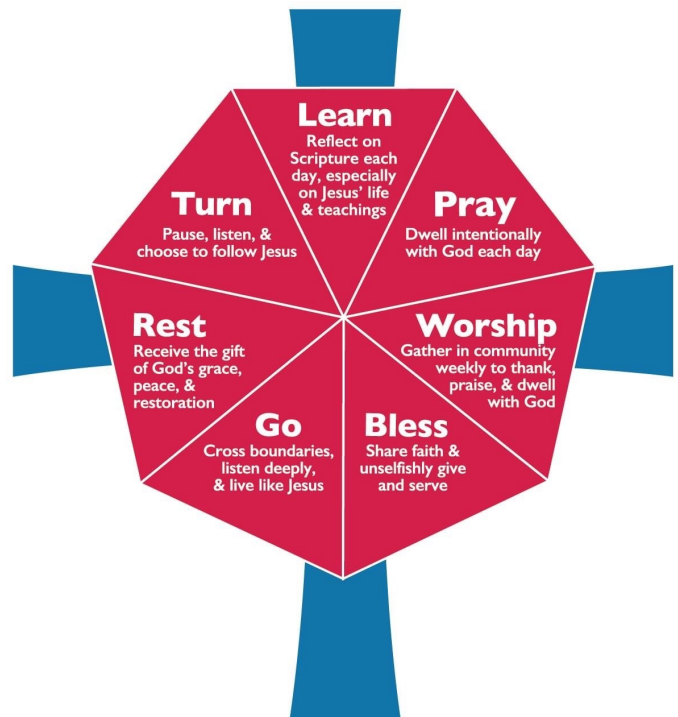 Learn
Reflect on
Scripture each
day, especially
on Jesus' life
& teachings
Pray
Dwell intentionally
with God each day
Worship
Gather in community
weekly to thank,
praise, & dwell
with God
Bless
Share faith &
unselfishly give
and serve
Go
Cross boundaries,
listen deeply,
& live like Jesus
Rest
Receive the gift
of God's grace,
peace, &
restoration
Turn
Pause, listen, &
choose to follow Jesus